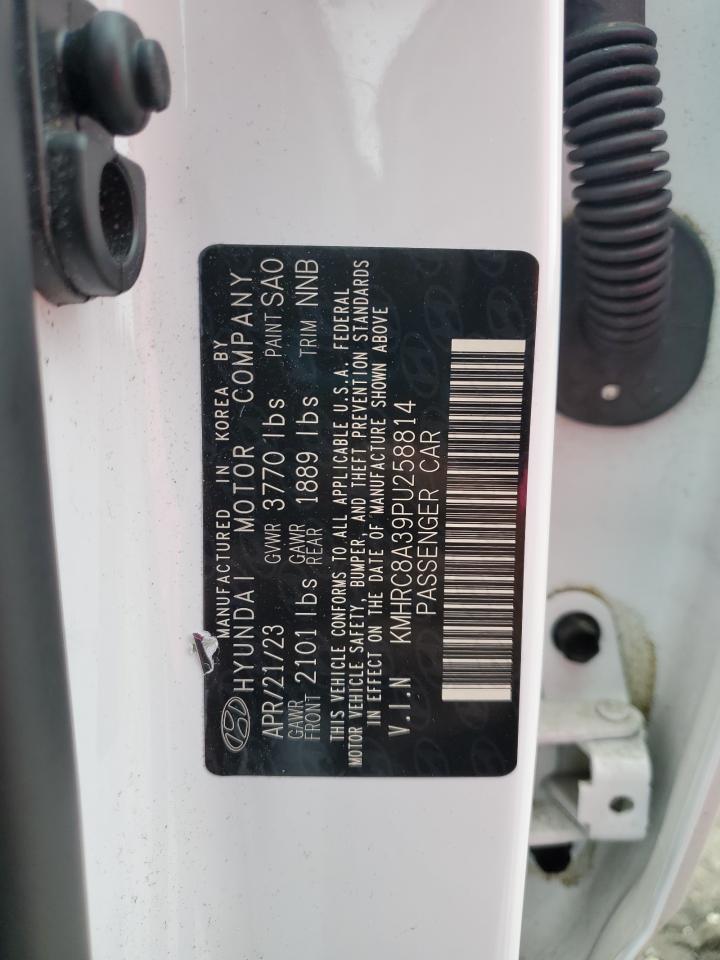 MANUFACTURED IN KOREA BY
HYUNDAI MOTOR COMPANY
APR/21/23 GVWR 3770 lbs PAINT SAO
GAWR FRONT 2101 lbs GAWR REAR 1889 lbs TRIM NNB
THIS VEHICLE CONFORMS TO ALL APPLICABLE U.S.A. FEDERAL
MOTOR VEHICLE SAFETY, BUMPER, AND THEFT PREVENTION STANDARDS
IN EFFECT ON THE DATE OF MANUFACTURE SHOWN ABOVE
V.I.N KMHRC8A39PU258814
PASSENGER CAR